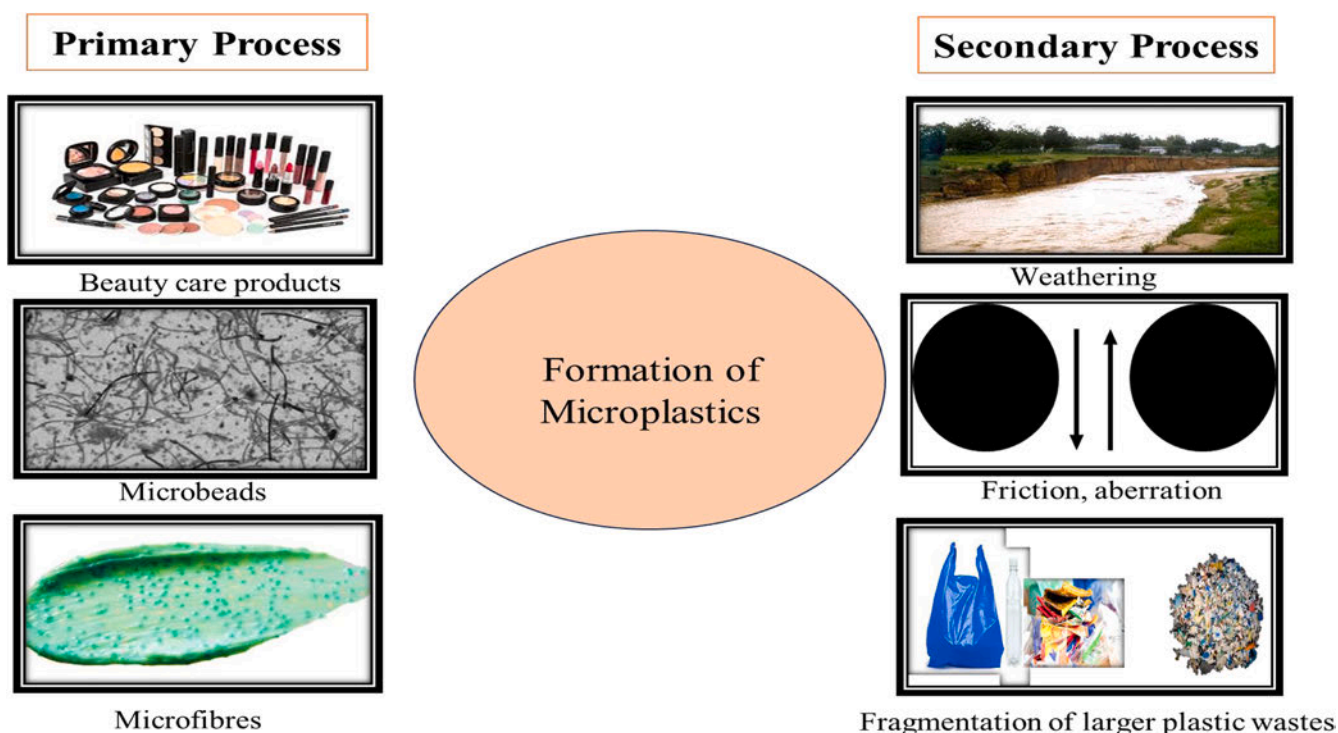 Primary Process
Beauty care products
Microbeads
Microfibres
Formation of
Microplastics
Secondary Process
Weathering
Friction, aberration
Fragmentation of larger plastic wastes